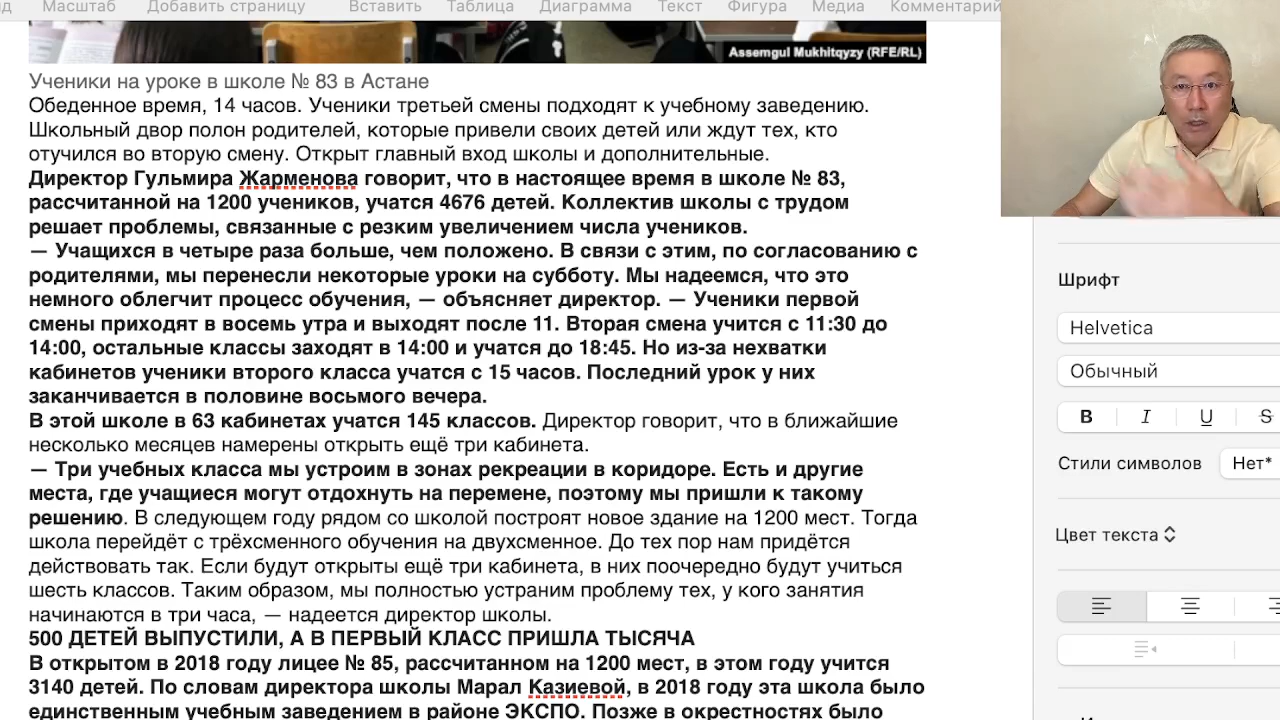 Масштаб Добавить страницу Вставить Таблица Диаграмма Текст Фигура Медиа Комментарий
Assemgul Mukhitqyzy (RFE/RL)
Ученики на уроке в школе № 83 в Астане
Обеденное время, 14 часов. Ученики третьей смены подходят к учебному заведению.
Школьный двор полон родителей, которые привели своих детей или ждут тех, кто
отучился во вторую смену. Открыт главный вход школы и дополнительные.
Директор Гульмира Жарменова говорит, что в настоящее время в школе № 83,
рассчитанной на 1200 учеников, учатся 4676 детей. Коллектив школы с трудом
решает проблемы, связанные с резким увеличением числа учеников.
— Учащихся в четыре раза больше, чем положено. В связи с этим, по согласованию с
родителями, мы перенесли некоторые уроки на субботу. Мы надеемся, что это
немного облегчит процесс обучения, — объясняет директор. — Ученики первой
смены приходят в восемь утра и выходят после 11. Вторая смена учится с 11:30 до
14:00, остальные классы заходят в 14:00 и учатся до 18:45. Но из-за нехватки
кабинетов ученики второго класса учатся с 15 часов. Последний урок у них
заканчивается в половине восьмого вечера.
В этой школе в 63 кабинетах учатся 145 классов. Директор говорит, что в ближайшие
несколько месяцев намерены открыть ещё три кабинета.
— Три учебных класса мы устроим в зонах рекреации в коридоре. Есть и другие
места, где учащиеся могут отдохнуть на перемене, поэтому мы пришли к такому
решению. В следующем году рядом со школой построят новое здание на 1200 мест. Тогда
школа перейдёт с трёхсменного обучения на двухсменное. До тех пор нам придётся
действовать так. Если будут открыты ещё три кабинета, в них поочередно будут учиться
шесть классов. Таким образом, мы полностью устраним проблему тех, у кого занятия
начинаются в три часа, — надеется директор школы.
500 ДЕТЕЙ ВЫПУСТИЛИ, А В ПЕРВЫЙ КЛАСС ПРИШЛА ТЫСЯЧА
В открытом в 2018 году лицее № 85, рассчитанном на 1200 мест, в этом году учится
3140 детей. По словам директора школы Марал Казиевой, в 2018 году эта школа было
единственным учебным заведением в районе ЭКСПО. Позже в окрестностях было
Шрифт
Helvetica
Обычный
B I U S
Стили символов Нет*
Цвет текста